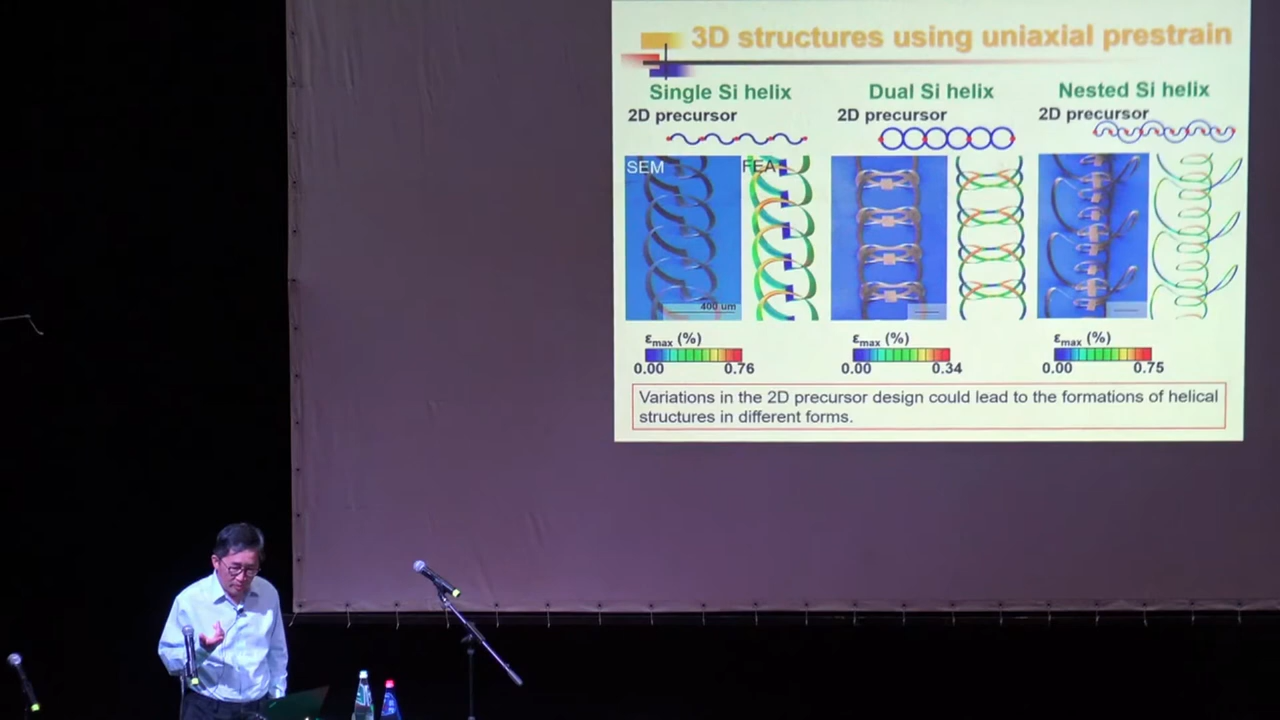 3D structures using uniaxial prestrain
Single Si helix
2D precursor
SEM
FEA
400 um
εmax (%)
0.00 0.76
Dual Si helix
2D precursor
εmax (%)
0.00 0.34
Nested Si helix
2D precursor
εmax (%)
0.00 0.75
Variations in the 2D precursor design could lead to the formations of helical
structures in different forms.